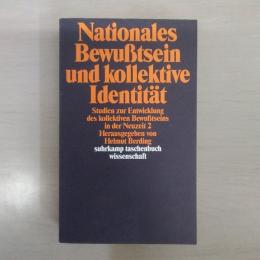 Nationales
Bewußtsein
und kollektive
Identität
Studien zur Entwicklung
des kollektiven Bewußtseins
in der Neuzeit 2
Herausgegeben von
Helmut Berding
suhrkamp taschenbuch
wissenschaft